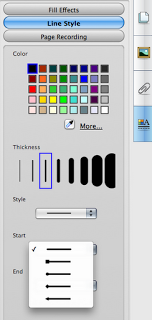 Fill Effects
Line Style
Page Recording
Color
More...
Thickness
Style
Start
End